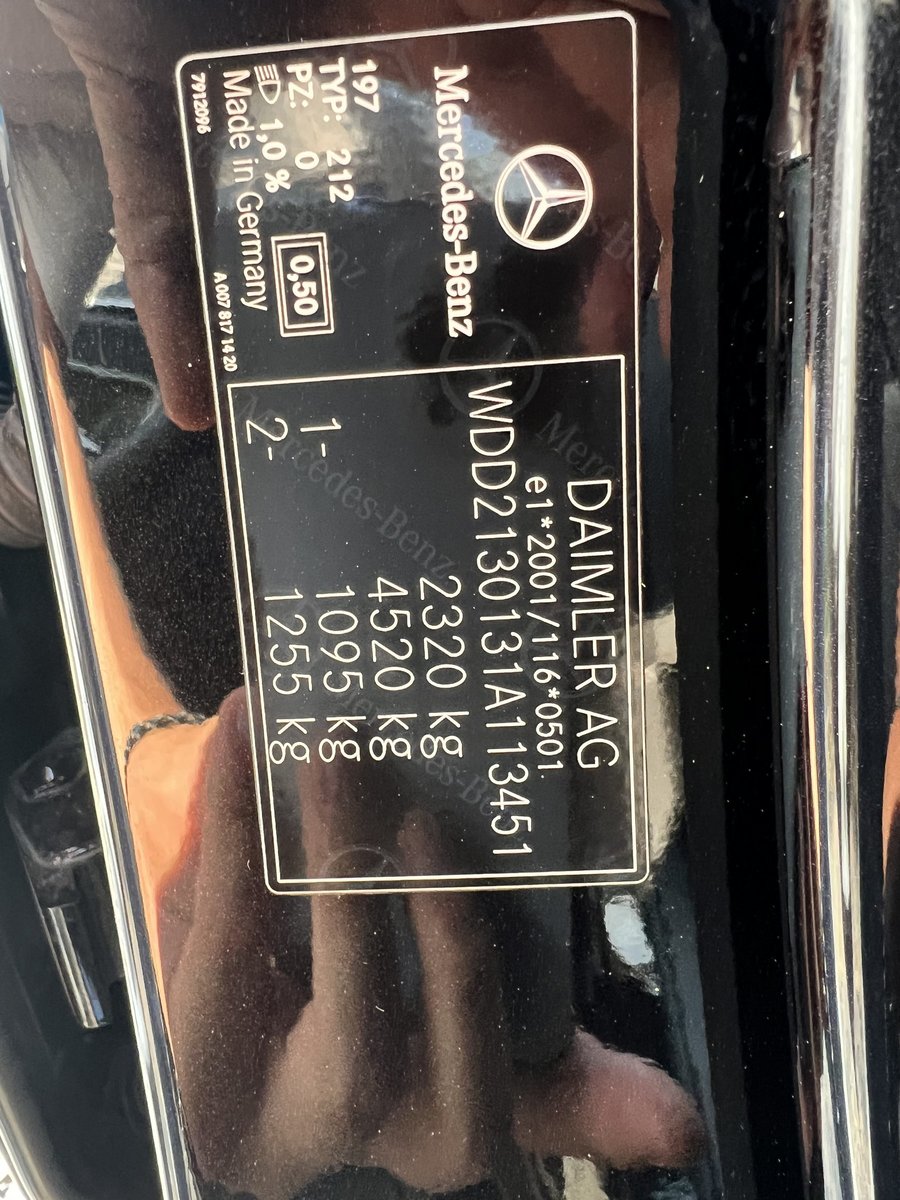 Mercedes-Benz
197
TYP: 212
PZ: 0
1,0 %
0,50
Made in Germany
7912096
A 007 817 14 20
DAIMLER AG
e1*2001/116*0501
WDD2130131A113451
2320 kg
4520 kg
1- 1095 kg
2- 1255 kg